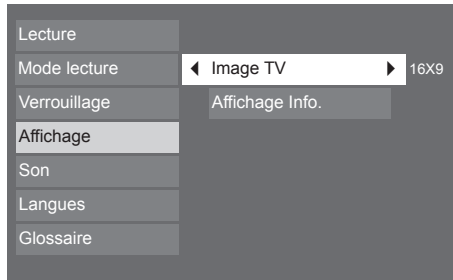 Lecture
Mode lecture
Image TV
16X9
Verrouillage
Affichage Info.
Affichage
Son
Langues
Glossaire